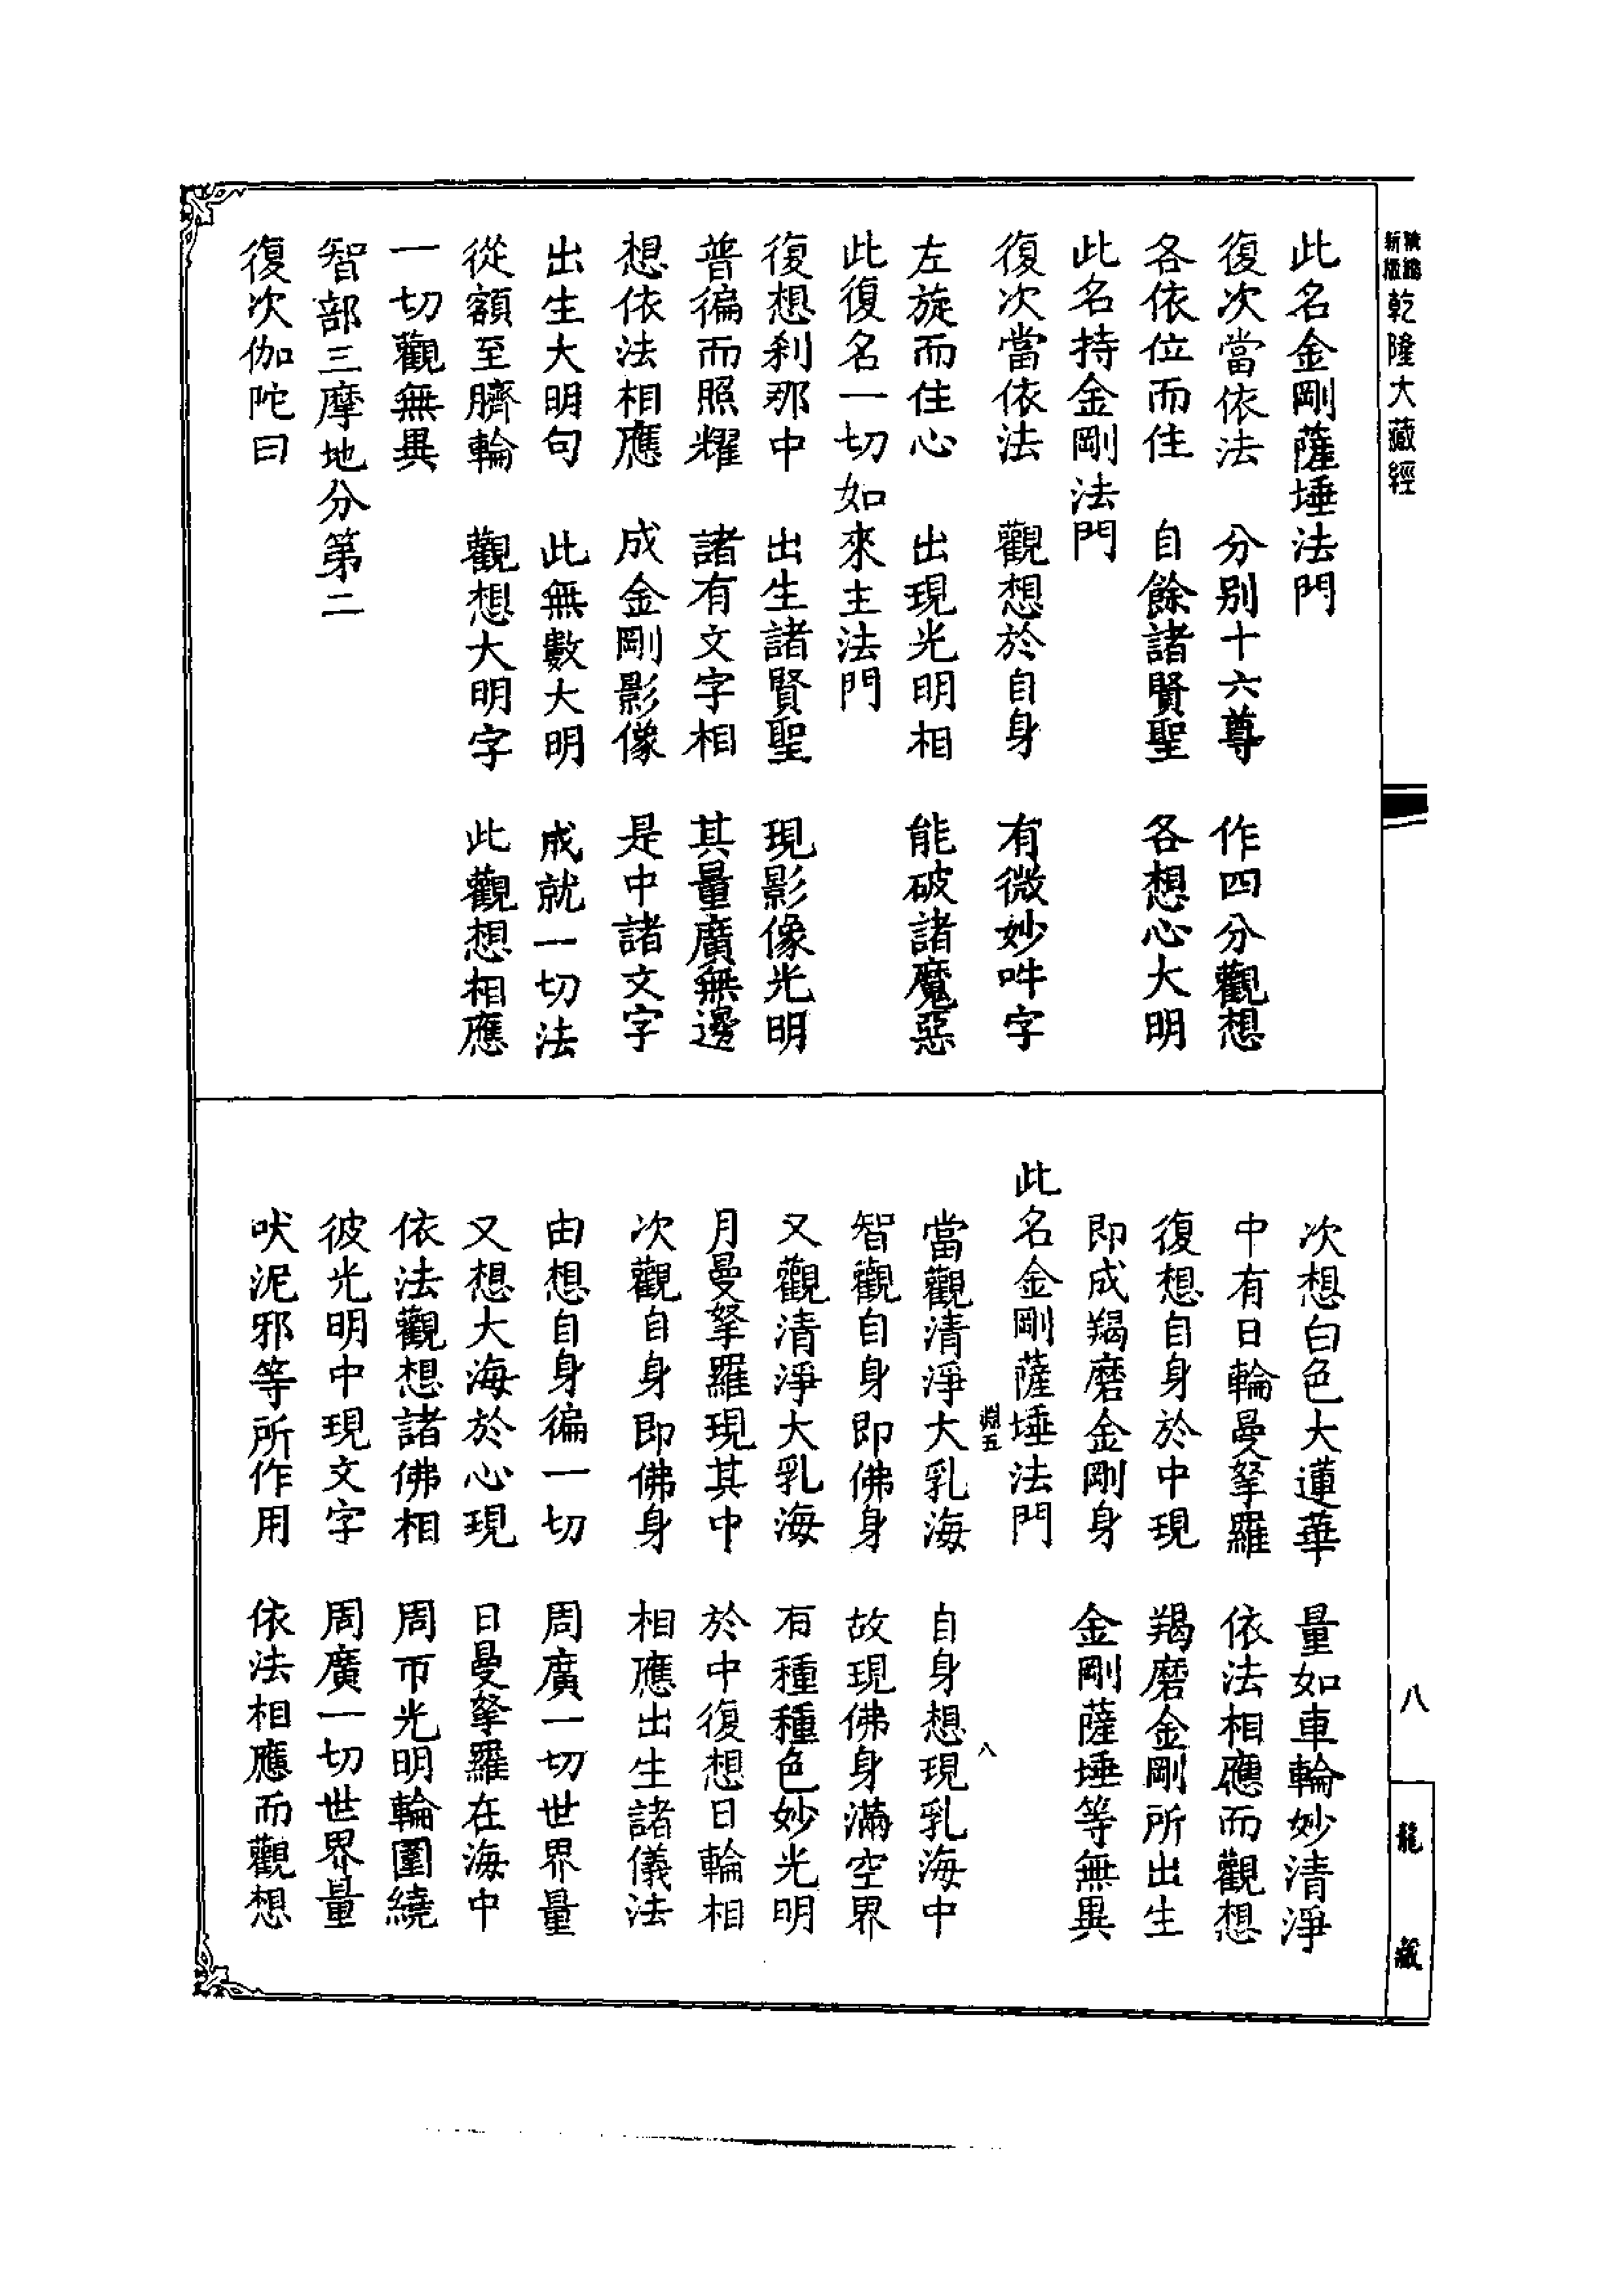 新版
乾隆大藏經
此名金剛薩埵法門
復次當依法　分別十六尊　作四分觀想
各依位而住　自餘諸賢聖　各想心大明
此名持金剛法門
復次當依法　觀想於自身　有微妙吽字
左旋而住心　出現光明相　能破諸魔惡
此復名一切如來主法門
復想刹那中　出生諸賢聖　現影像光明
普徧而照耀　諸有文字相　其量廣無邊
想依法相應　成金剛影像　是中諸文字
出生大明句　此無數大明　成就一切法
從額至臍輪　觀想大明字　此觀想相應
一切觀無異
智部三摩地分第二
復次伽陀曰
次想白色大蓮華　量如車輪妙清淨
中有日輪曼拏羅　依法相應而觀想
復想自身於中現　羯磨金剛所出生
即成羯磨金剛身　金剛薩埵等無異
此名金剛薩埵法門
淵五　八
當觀清淨大乳海　自身想現乳海中
智觀自身即佛身　故現佛身滿空界
又觀清淨大乳海　有種種色妙光明
月曼拏羅現其中　於中復想日輪相
次觀自身即佛身　相應出生諸儀法
由想自身徧一切　周廣一切世界量
又想大海於心現　日曼拏羅在海中
依法觀想諸佛相　周帀光明輪圍繞
彼光明中現文字　周廣一切世界量
吠泥邪等所作用　依法相應而觀想
八
龍藏